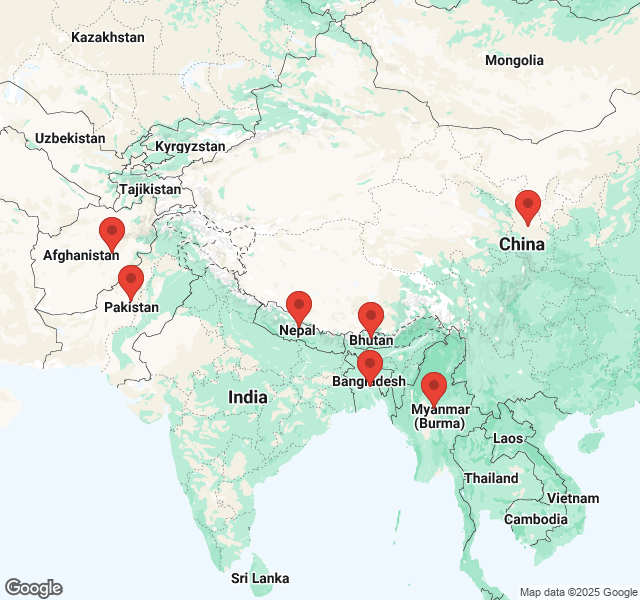 Kazakhstan
Mongolia
Uzbekistan
Kyrgyzstan
Tajikistan
China
Afghanistan
Pakistan
Nepal
Bhutan
Bangladesh
India
Myanmar
(Burma)
Laos
Thailand
Vietnam
Cambodia
Sri Lanka
Google
Map data ©2025 Google